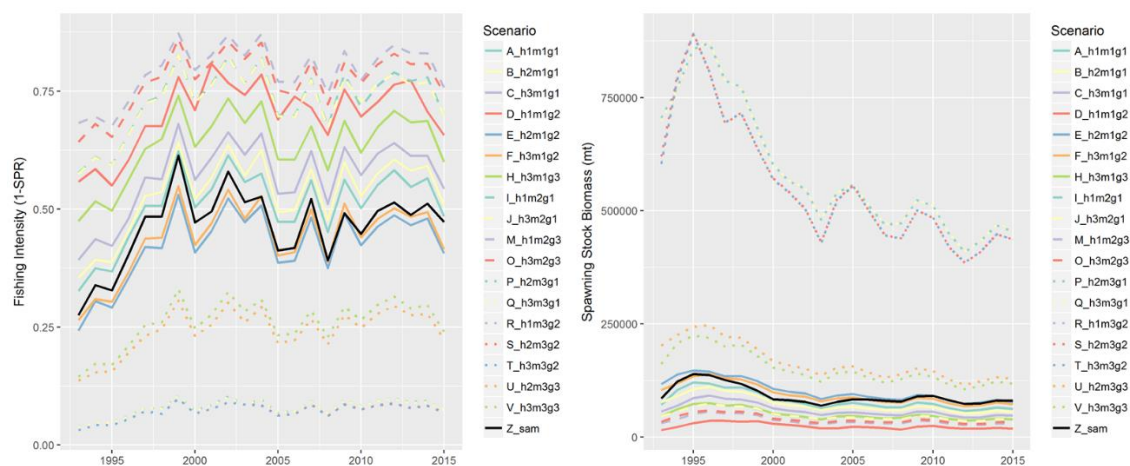 Fishing Intensity (1-SPR)
0.75
0.50
0.25
0.00
1995
2000
2005
2010
2015
Scenario
A_h1m1g1
B_h2m1g1
C_h3m1g1
D_h1m1g2
E_h2m1g2
F_h3m1g2
H_h3m1g3
I_h1m2g1
J_h3m2g1
M_h1m2g3
O_h3m2g3
P_h2m3g1
Q_h3m3g1
R_h1m3g2
S_h2m3g2
T_h3m3g2
U_h2m3g3
V_h3m3g3
Z_sam
Spawning Stock Biomass (mt)
750000
500000
250000
0
1995
2000
2005
2010
2015
Scenario
A_h1m1g1
B_h2m1g1
C_h3m1g1
D_h1m1g2
E_h2m1g2
F_h3m1g2
H_h3m1g3
I_h1m2g1
J_h3m2g1
M_h1m2g3
O_h3m2g3
P_h2m3g1
Q_h3m3g1
R_h1m3g2
S_h2m3g2
T_h3m3g2
U_h2m3g3
V_h3m3g3
Z_sam